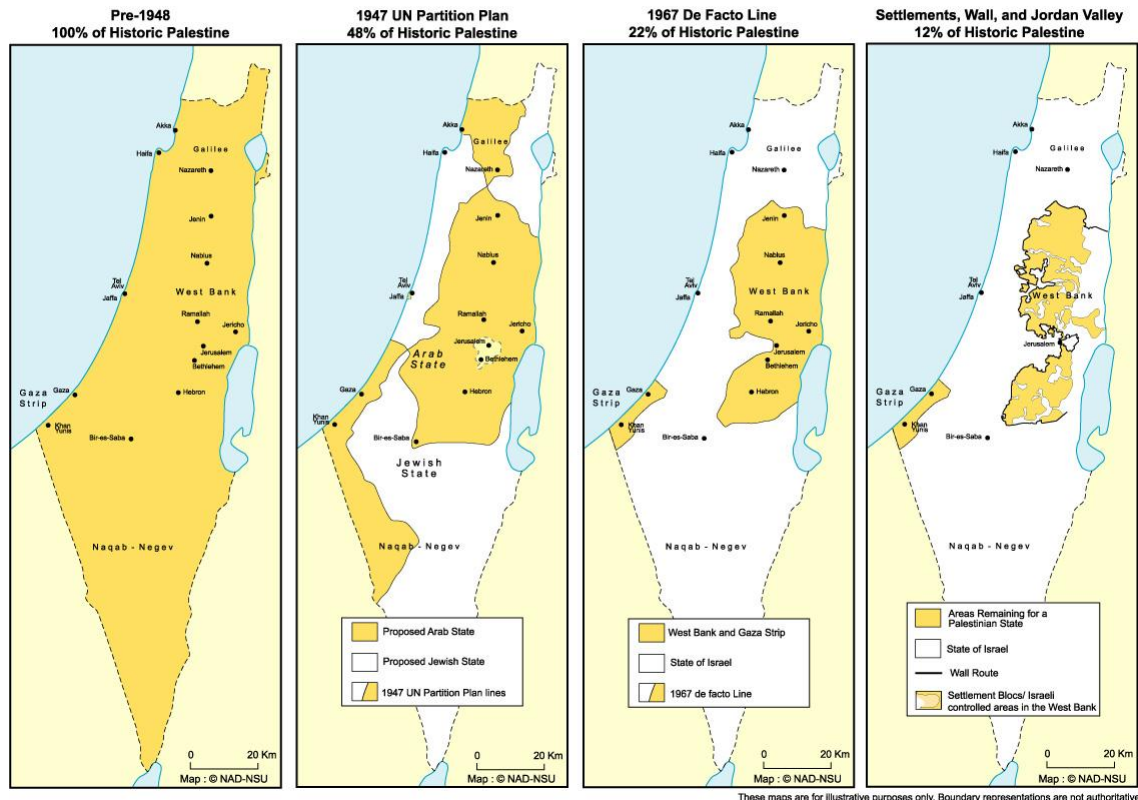 Pre-1948
100% of Historic Palestine
Akka
Haifa
Galilee
Nazareth
Jenin
Nablus
Tel
Aviv
Jaffa
West Bank
Ramallah
Jericho
Jerusalem
Bethlehem
Gaza
Gaza
Strip
Hebron
Khan
Yunis
Bir-es-Saba
Naqab - Negev
0 20 Km
Map : © NAD-NSU
1947 UN Partition Plan
48% of Historic Palestine
Akka
Galilee
Haifa
Nazareth
Jenin
Nablus
Tel
Aviv
Jaffa
Ramallah
Jericho
Jerusalem
Arab
State
Bethlehem
Gaza
Hebron
Khan
Yunis
Bir-es-Saba
Jewish
State
Naqab - Negev
Proposed Arab State
Proposed Jewish State
1947 UN Partition Plan lines
0 20 Km
Map : © NAD-NSU
1967 De Facto Line
22% of Historic Palestine
Akka
Haifa
Galilee
Nazareth
Jenin
Nablus
Tel
Aviv
Jaffa
West Bank
Ramallah
Jericho
Jerusalem
Bethlehem
Gaza
Gaza
Strip
Hebron
Khan
Yunis
Bir-es-Saba
Naqab - Negev
West Bank and Gaza Strip
State of Israel
1967 de facto Line
0 20 Km
Map : © NAD-NSU
Settlements, Wall, and Jordan Valley
12% of Historic Palestine
Akka
Haifa
Galilee
Nazareth
Tel
Aviv
Jaffa
West Bank
Jerusalem
Gaza
Gaza
Strip
Khan
Yunis
Bir-es-Saba
Naqab - Negev
Areas Remaining for a
Palestinian State
State of Israel
Wall Route
Settlement Blocs/ Israeli
controlled areas in the West Bank
0 20 Km
Map : © NAD-NSU
These maps are for illustrative purposes only. Boundary representations are not authoritative